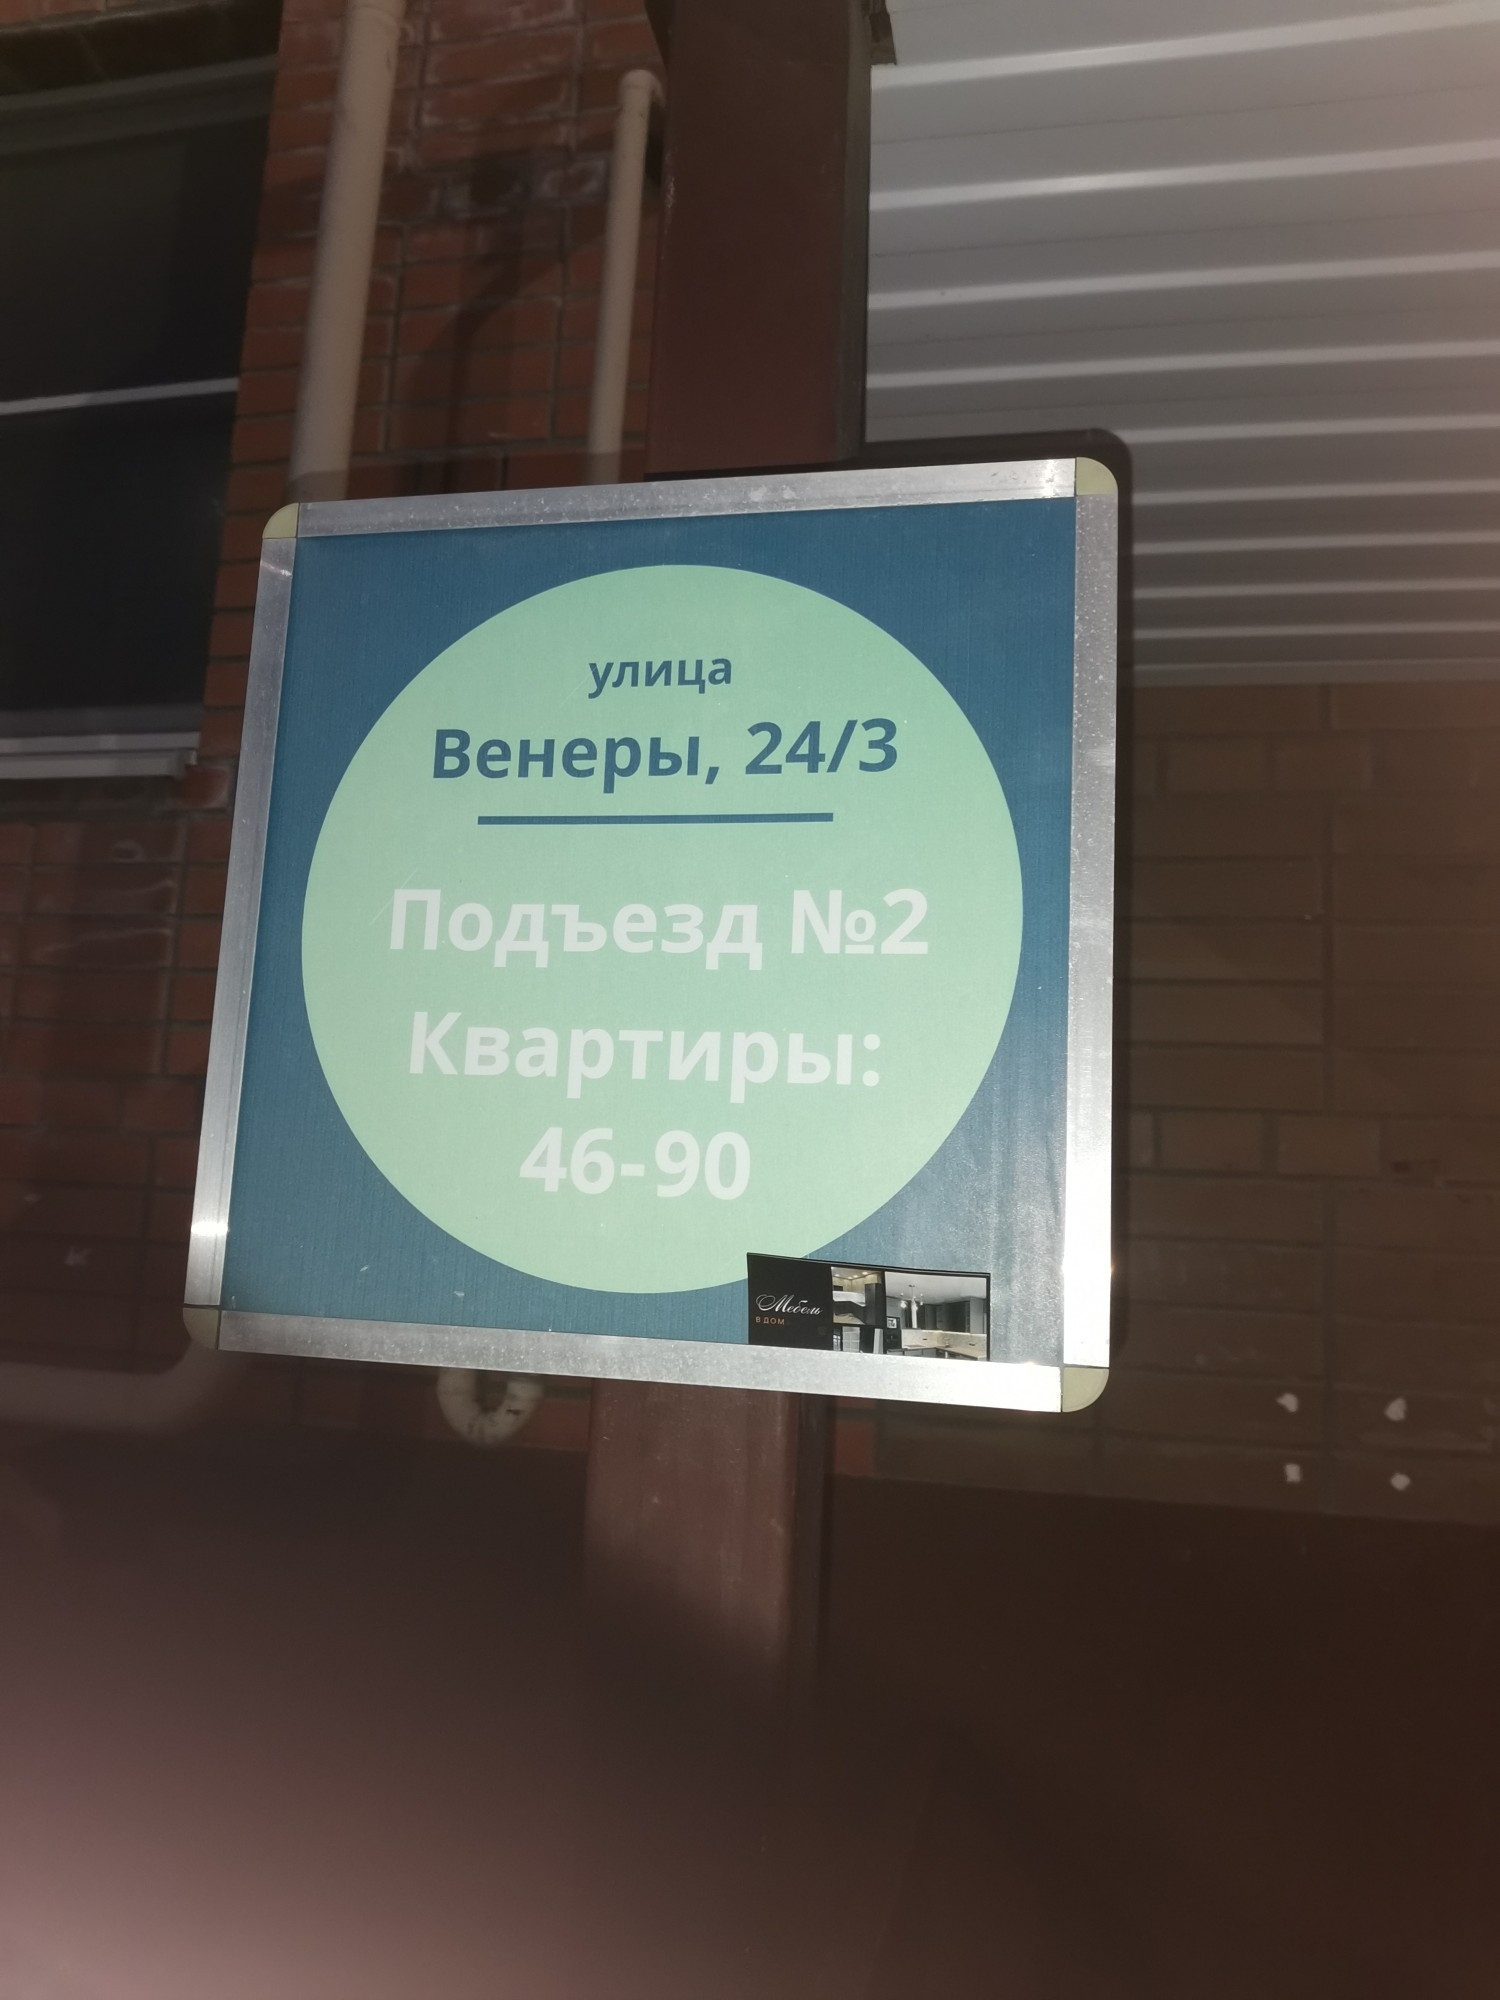 улица
Венеры, 24/3
Подъезд №2
Квартиры:
46-90
Мебель
В ДОМ